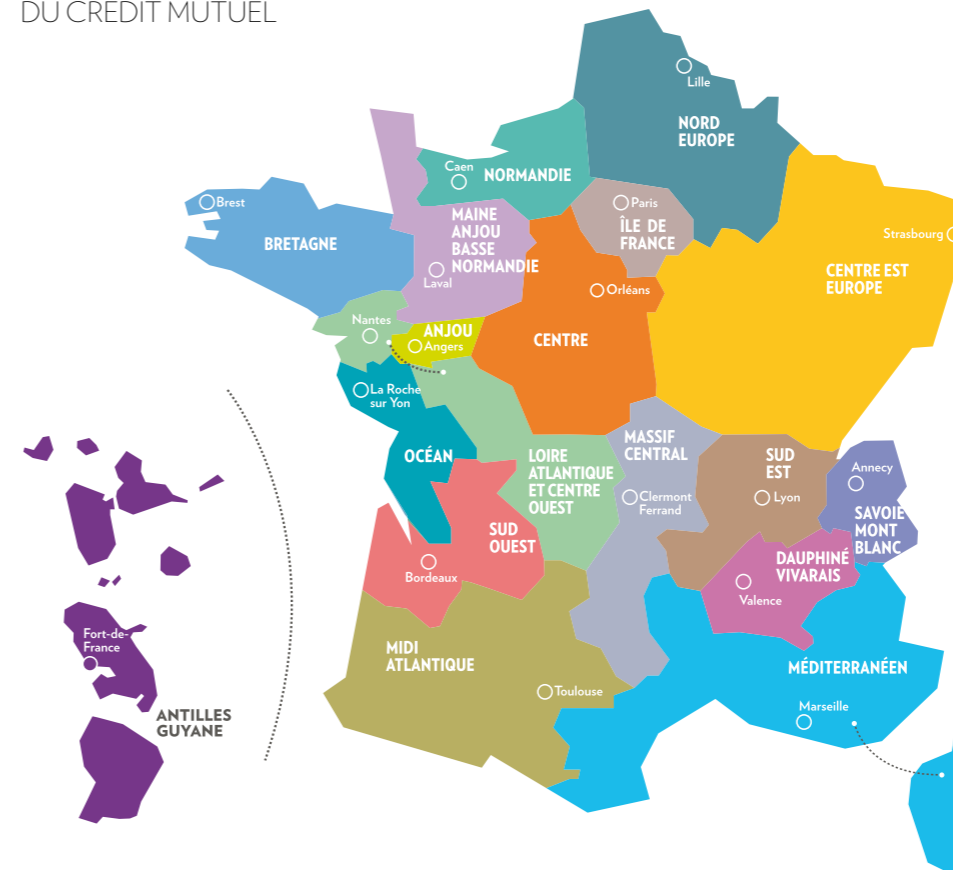 DU CRÉDIT MUTUEL
Lille
NORD
EUROPE
Caen
NORMANDIE
Brest
BRETAGNE
MAINE
ANJOU
BASSE
NORMANDIE
Laval
Paris
ÎLE DE
FRANCE
Strasbourg
CENTRE EST
EUROPE
Orléans
CENTRE
Nantes
ANJOU
Angers
La Roche
sur Yon
OCÉAN
LOIRE
ATLANTIQUE
ET CENTRE
OUEST
MASSIF
CENTRAL
Clermont
Ferrand
SUD
EST
Lyon
Annecy
SAVOIE
MONT
BLANC
SUD
OUEST
Bordeaux
DAUPHINÉ
VIVARAIS
Valence
MIDI
ATLANTIQUE
Toulouse
MÉDITERRANÉEN
Marseille
Fort-de-
France
ANTILLES
GUYANE